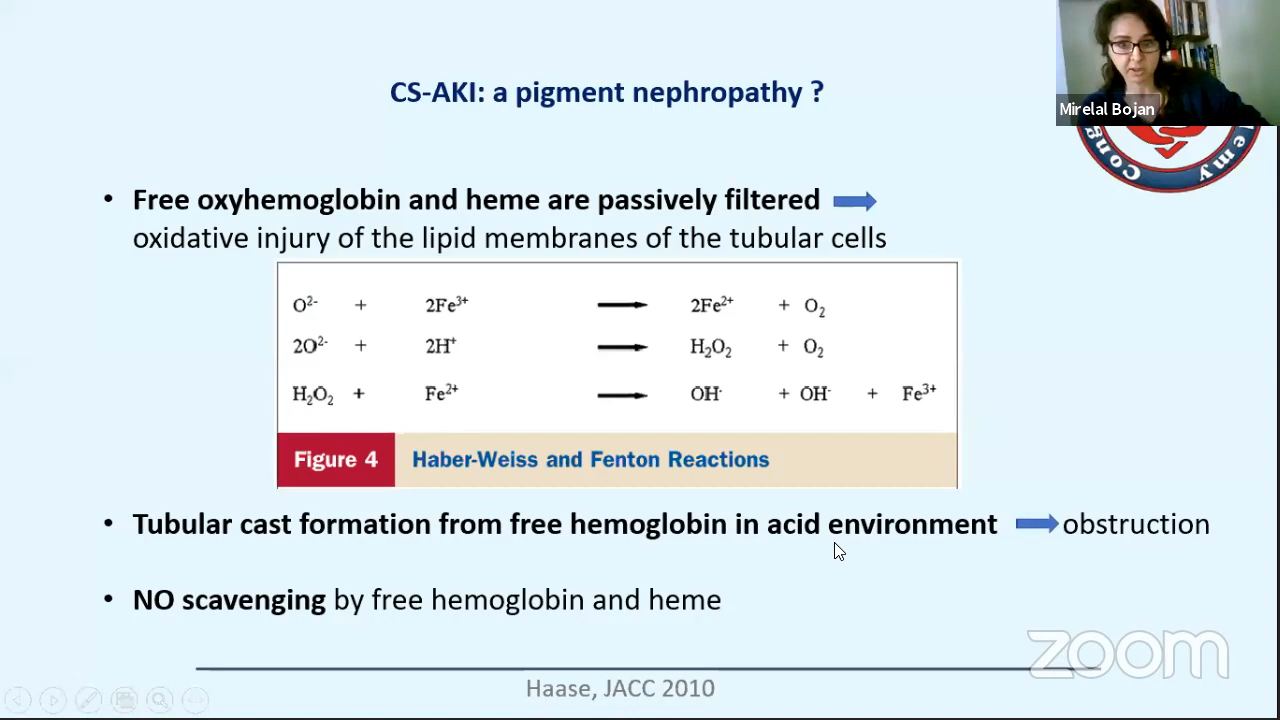 CS-AKI: a pigment nephropathy ?
Mirelal Bojan
Cong
emy
• Free oxyhemoglobin and heme are passively filtered
oxidative injury of the lipid membranes of the tubular cells
O²⁻ + 2Fe³⁺ → 2Fe²⁺ + O₂
2O²⁻ + 2H⁺ → H₂O₂ + O₂
H₂O₂ + Fe²⁺ → OH· + OH⁻ + Fe³⁺
Figure 4 Haber-Weiss and Fenton Reactions
• Tubular cast formation from free hemoglobin in acid environment obstruction
• NO scavenging by free hemoglobin and heme
zoom
Haase, JACC 2010